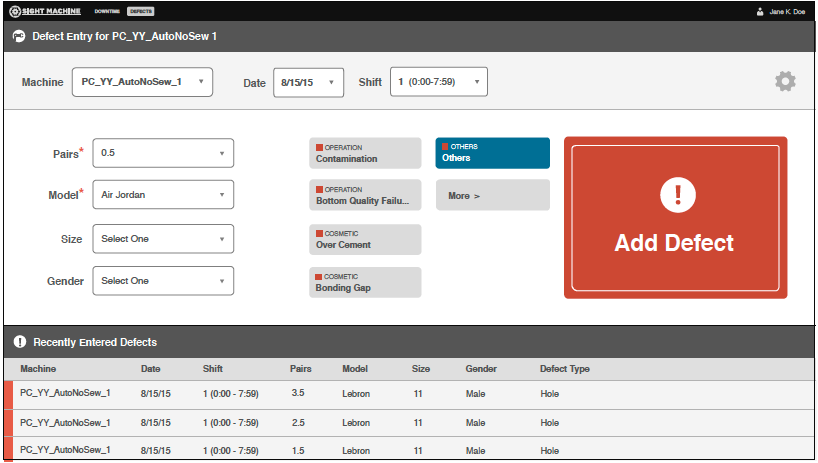 SIGHT MACHINE DOWNTIME DEFECTS Jane K. Doe
Defect Entry for PC_YY_AutoNoSew 1
Machine PC_YY_AutoNoSew_1 Date 8/15/15 Shift 1 (0:00-7:59)
Pairs* 0.5
Model* Air Jordan
Size Select One
Gender Select One
OPERATION
Contamination
OPERATION
Bottom Quality Failu...
COSMETIC
Over Cement
COSMETIC
Bonding Gap
OTHERS
Others
More >
!
Add Defect
! Recently Entered Defects
Machine Date Shift Pairs Model Size Gender Defect Type
PC_YY_AutoNoSew_1 8/15/15 1 (0:00 - 7:59) 3.5 Lebron 11 Male Hole
PC_YY_AutoNoSew_1 8/15/15 1 (0:00 - 7:59) 2.5 Lebron 11 Male Hole
PC_YY_AutoNoSew_1 8/15/15 1 (0:00 - 7:59) 1.5 Lebron 11 Male Hole